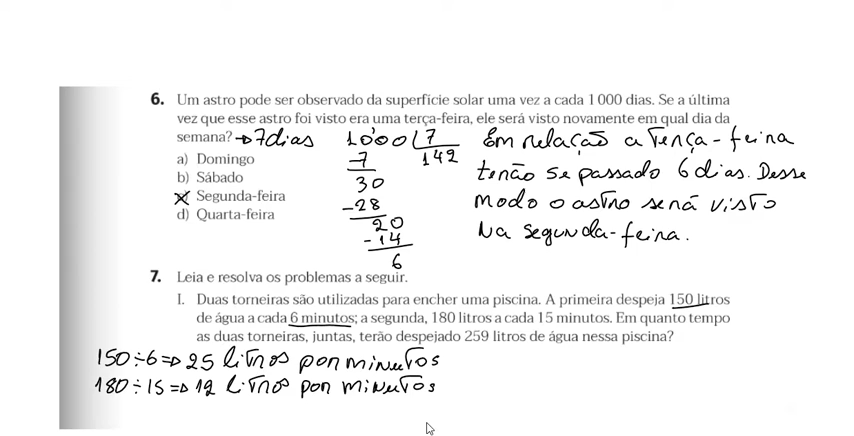 6. Um astro pode ser observado da superfície solar uma vez a cada 1 000 dias. Se a última
vez que esse astro foi visto era uma terça-feira, ele será visto novamente em qual dia da
semana? → 7 dias
a) Domingo
b) Sábado
c) Segunda-feira
d) Quarta-feira
1000 | 7
-7 142
30
-28
20
-14
6
Em relação a Terça-feira
terão se passado 6 dias. Desse
modo o astro será visto
na segunda-feira.
7. Leia e resolva os problemas a seguir.
I. Duas torneiras são utilizadas para encher uma piscina. A primeira despeja 150 litros
de água a cada 6 minutos; a segunda, 180 litros a cada 15 minutos. Em quanto tempo
as duas torneiras, juntas, terão despejado 259 litros de água nessa piscina?
150 ÷ 6 ⇒ 25 litros por minutos
180 ÷ 15 ⇒ 12 litros por minutos